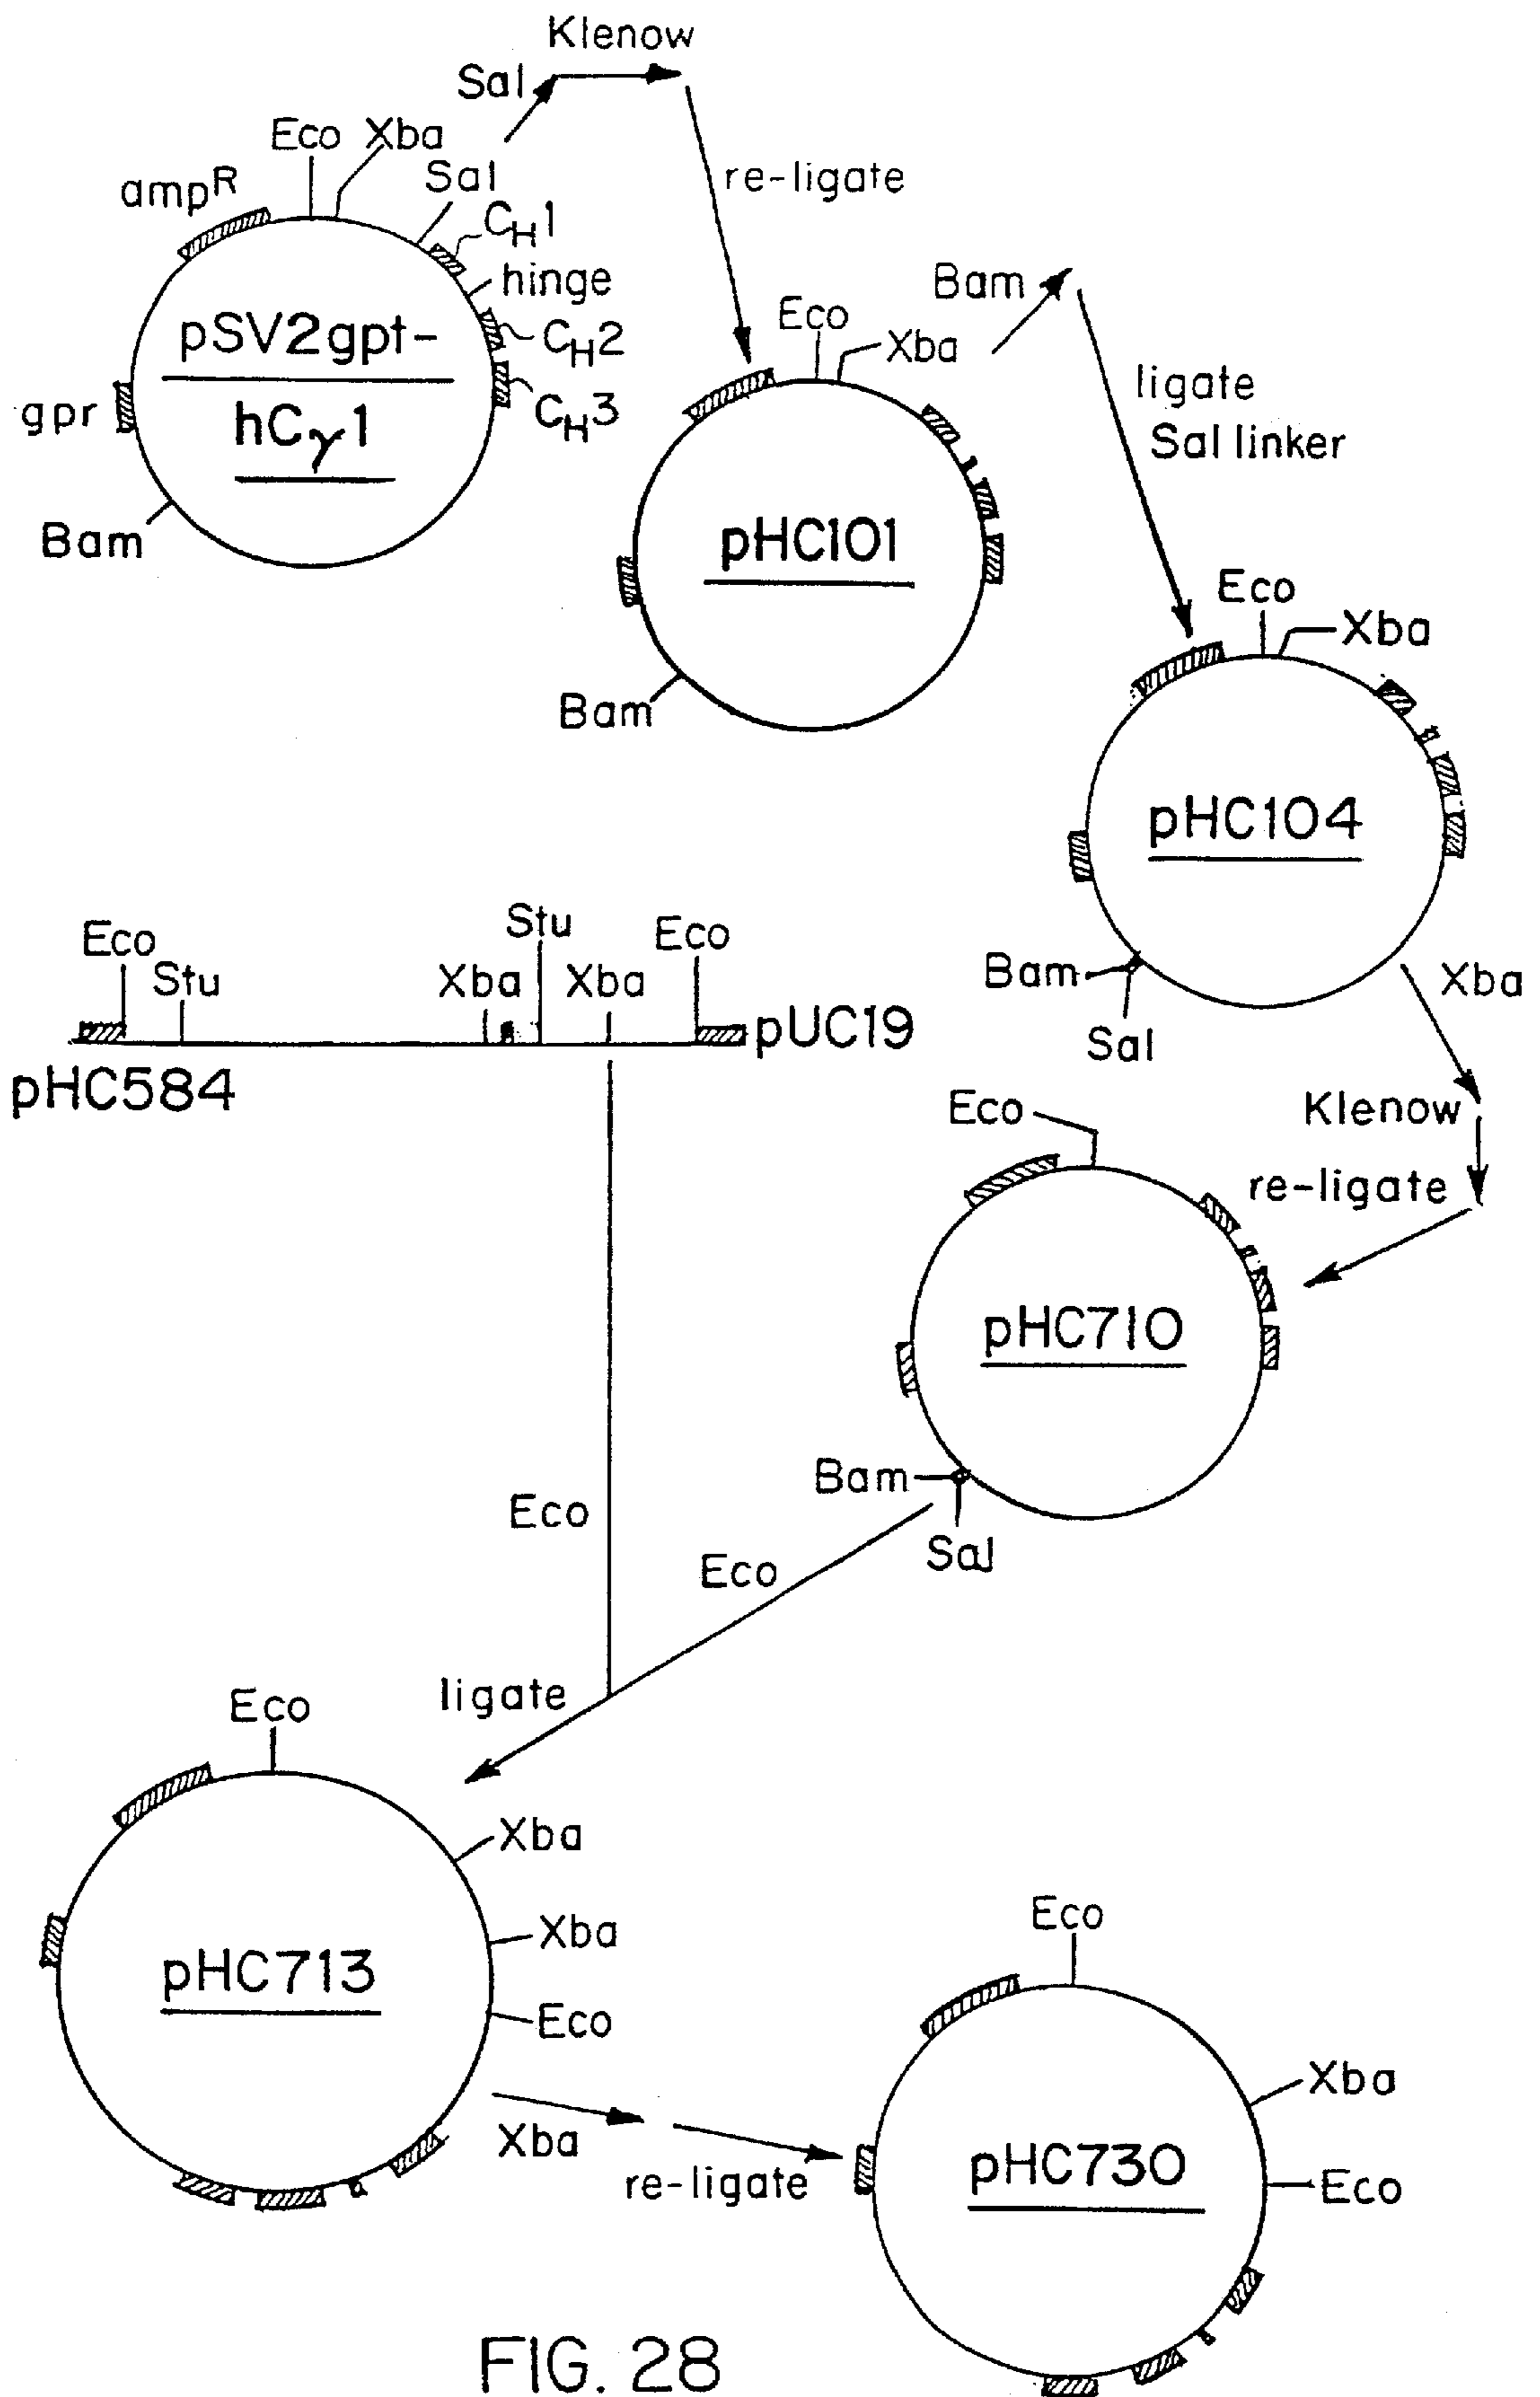 Klenow
Sal
Eco
Xba
ampR
Sal
re-ligate
CH1
hinge
pSV2gpt-
CH2
gpr
hCγ1
CH3
Bam
Bam
Eco
Xba
ligate
Sal linker
pHC101
Bam
Eco
Xba
pHC104
Bam
Sal
Xba
Eco
Stu
Xba
Stu
Xba
Eco
pUC19
pHC584
Klenow
re-ligate
Eco
pHC710
Bam
Sal
Eco
Eco
ligate
Eco
Xba
Xba
pHC713
Eco
Xba
re-ligate
Eco
Xba
pHC730
Eco
FIG. 28